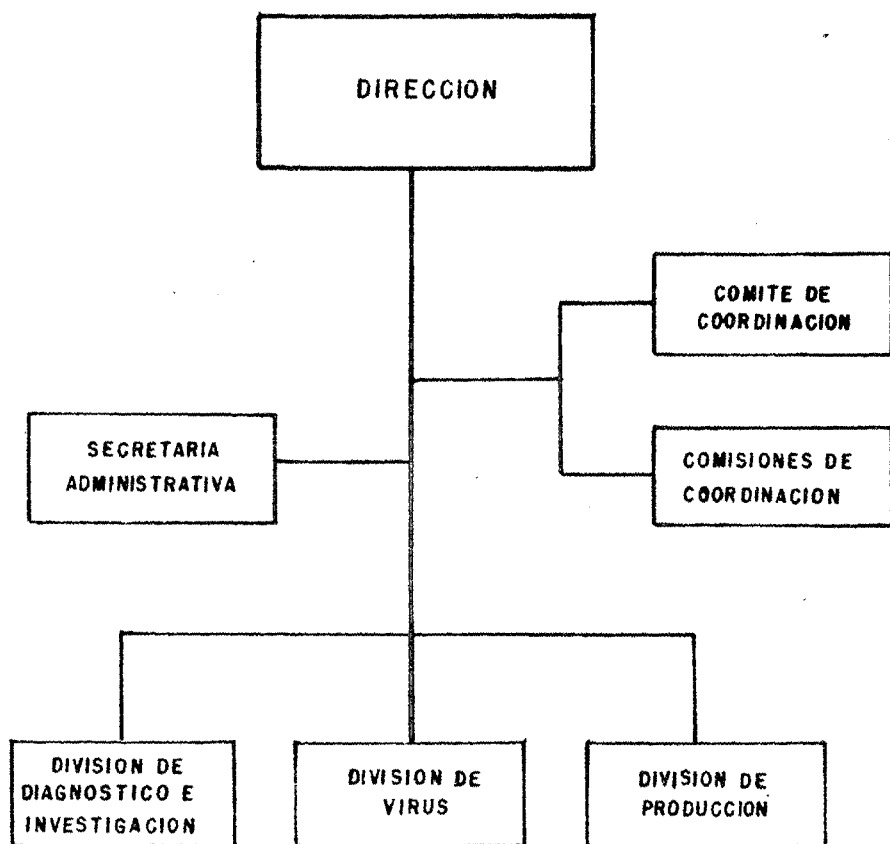 DIRECCION
COMITE DE
COORDINACION
SECRETARIA
ADMINISTRATIVA
COMISIONES DE
COORDINACION
DIVISION DE
DIAGNOSTICO E
INVESTIGACION
DIVISION DE
VIRUS
DIVISION DE
PRODUCCION